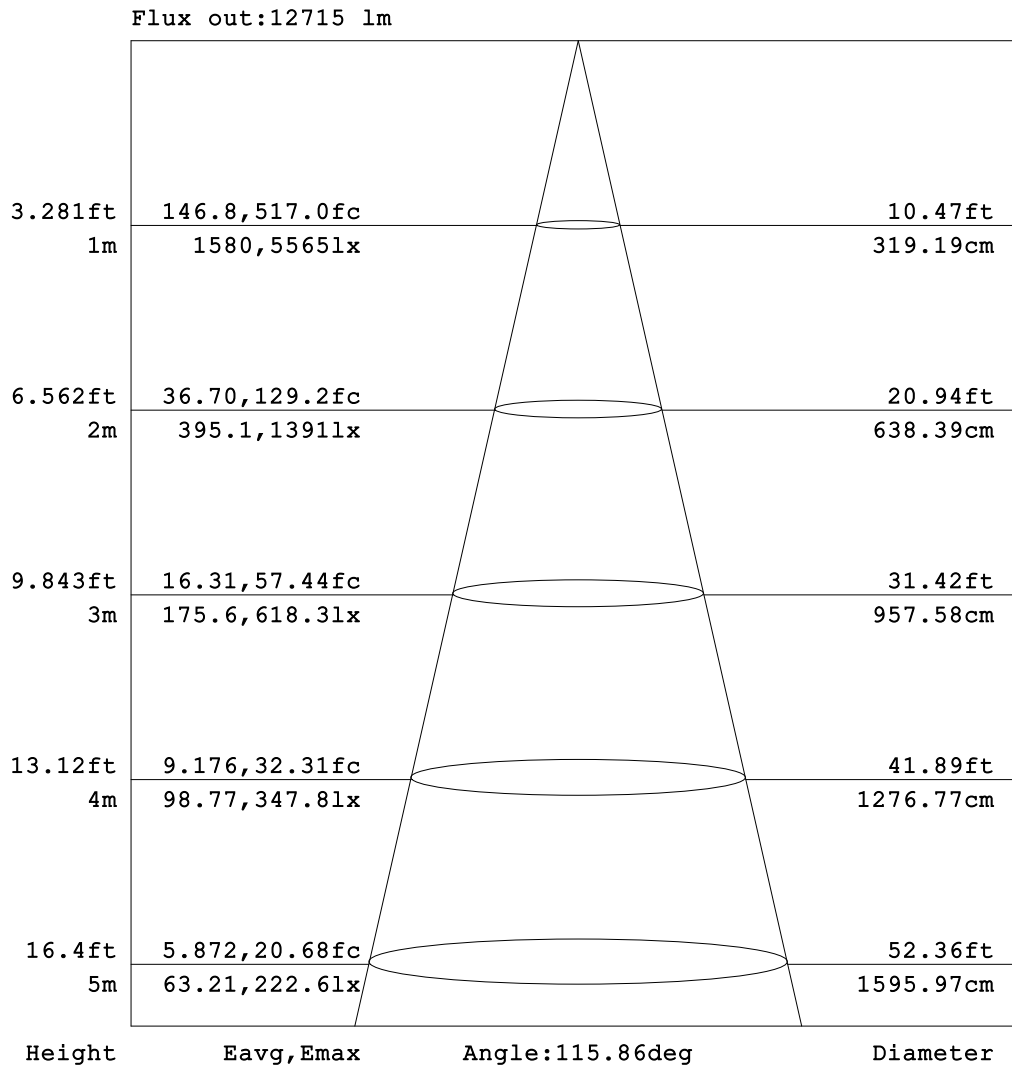 Flux out:12715 lm
3.281ft 146.8,517.0fc 10.47ft
1m 1580,5565lx 319.19cm
6.562ft 36.70,129.2fc 20.94ft
2m 395.1,1391lx 638.39cm
9.843ft 16.31,57.44fc 31.42ft
3m 175.6,618.3lx 957.58cm
13.12ft 9.176,32.31fc 41.89ft
4m 98.77,347.8lx 1276.77cm
16.4ft 5.872,20.68fc 52.36ft
5m 63.21,222.6lx 1595.97cm
Height Eavg,Emax Angle:115.86deg Diameter